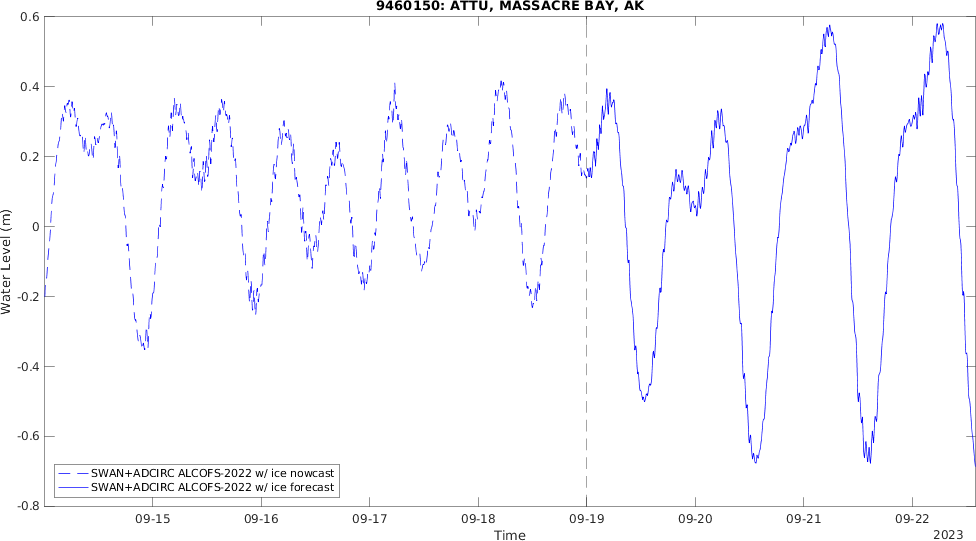 9460150: ATTU, MASSACRE BAY, AK
0.6
0.4
0.2
0
-0.2
-0.4
-0.6
-0.8
Water Level (m)
SWAN+ADCIRC ALCOFS-2022 w/ ice nowcast
SWAN+ADCIRC ALCOFS-2022 w/ ice forecast
09-15 09-16 09-17 09-18 09-19 09-20 09-21 09-22
Time
2023